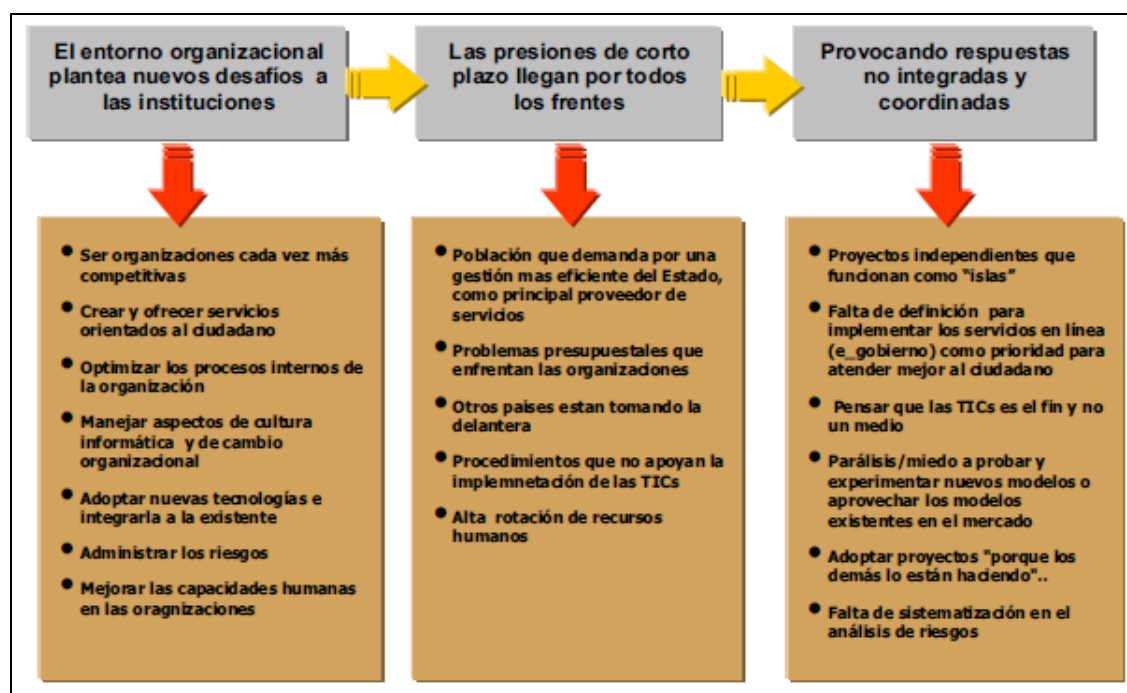 El entorno organizacional
plantea nuevos desafíos a
las instituciones
Las presiones de corto
plazo llegan por todos
los frentes
Provocando respuestas
no integradas y
coordinadas
• Ser organizaciones cada vez más
competitivas
• Crear y ofrecer servicios
orientados al ciudadano
• Optimizar los procesos internos de
la organización
• Manejar aspectos de cultura
informática y de cambio
organizacional
• Adoptar nuevas tecnologías e
integrarla a la existente
• Administrar los riesgos
• Mejorar las capacidades humanas
en las oragnizaciones
• Población que demanda por una
gestión mas eficiente del Estado,
como principal proveedor de
servicios
• Problemas presupuestales que
enfrentan las organizaciones
• Otros paises estan tomando la
delantera
• Procedimientos que no apoyan la
implemnetación de las TICs
• Alta rotación de recursos
humanos
• Proyectos independientes que
funcionan como "islas"
• Falta de definición para
implementar los servicios en línea
(e_gobierno) como prioridad para
atender mejor al ciudadano
• Pensar que las TICs es el fin y no
un medio
• Parálisis/miedo a probar y
experimentar nuevos modelos o
aprovechar los modelos
existentes en el mercado
• Adoptar proyectos "porque los
demás lo están haciendo"..
• Falta de sistematización en el
análisis de riesgos